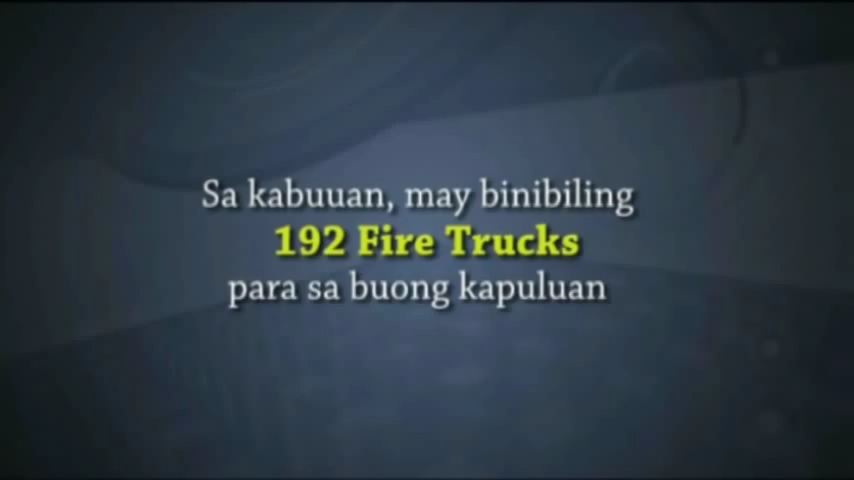 Sa kabuuan, may binibiling
192 Fire Trucks
para sa buong kapuluan